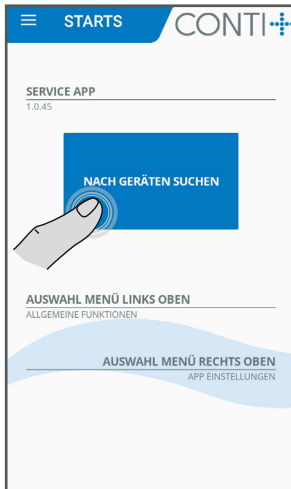 STARTS
CONTI+
SERVICE APP
1.0.45
NACH GERÄTEN SUCHEN
AUSWAHL MENÜ LINKS OBEN
ALLGEMEINE FUNKTIONEN
AUSWAHL MENÜ RECHTS OBEN
APP EINSTELLUNGEN